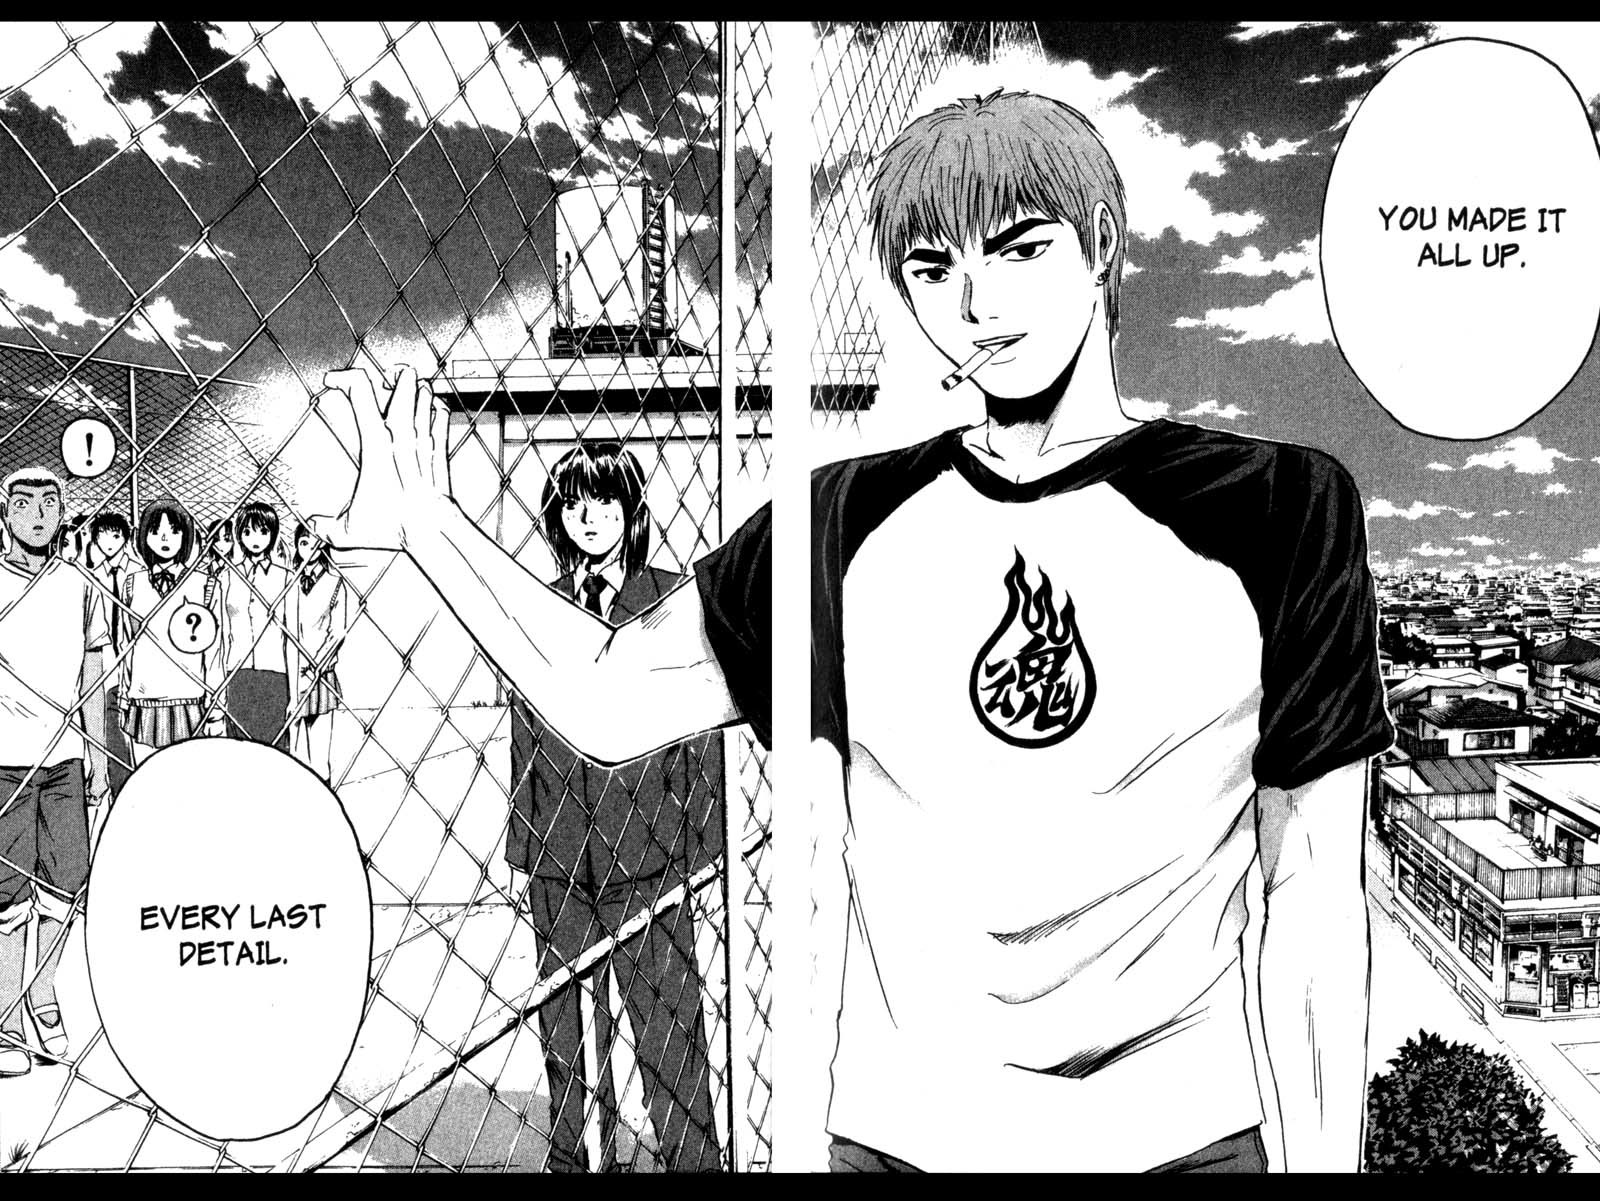 YOU MADE IT
ALL UP.
魂
!
?
EVERY LAST
DETAIL.